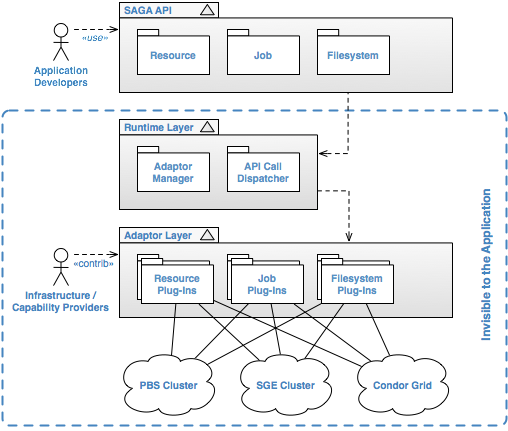 SAGA API
«use»
Resource
Job
Filesystem
Application
Developers
Runtime Layer
Adaptor
Manager
API Call
Dispatcher
Adaptor Layer
«contrib»
Resource
Plug-Ins
Job
Plug-Ins
Filesystem
Plug-Ins
Infrastructure /
Capability Providers
PBS Cluster
SGE Cluster
Condor Grid
Invisible to the Application